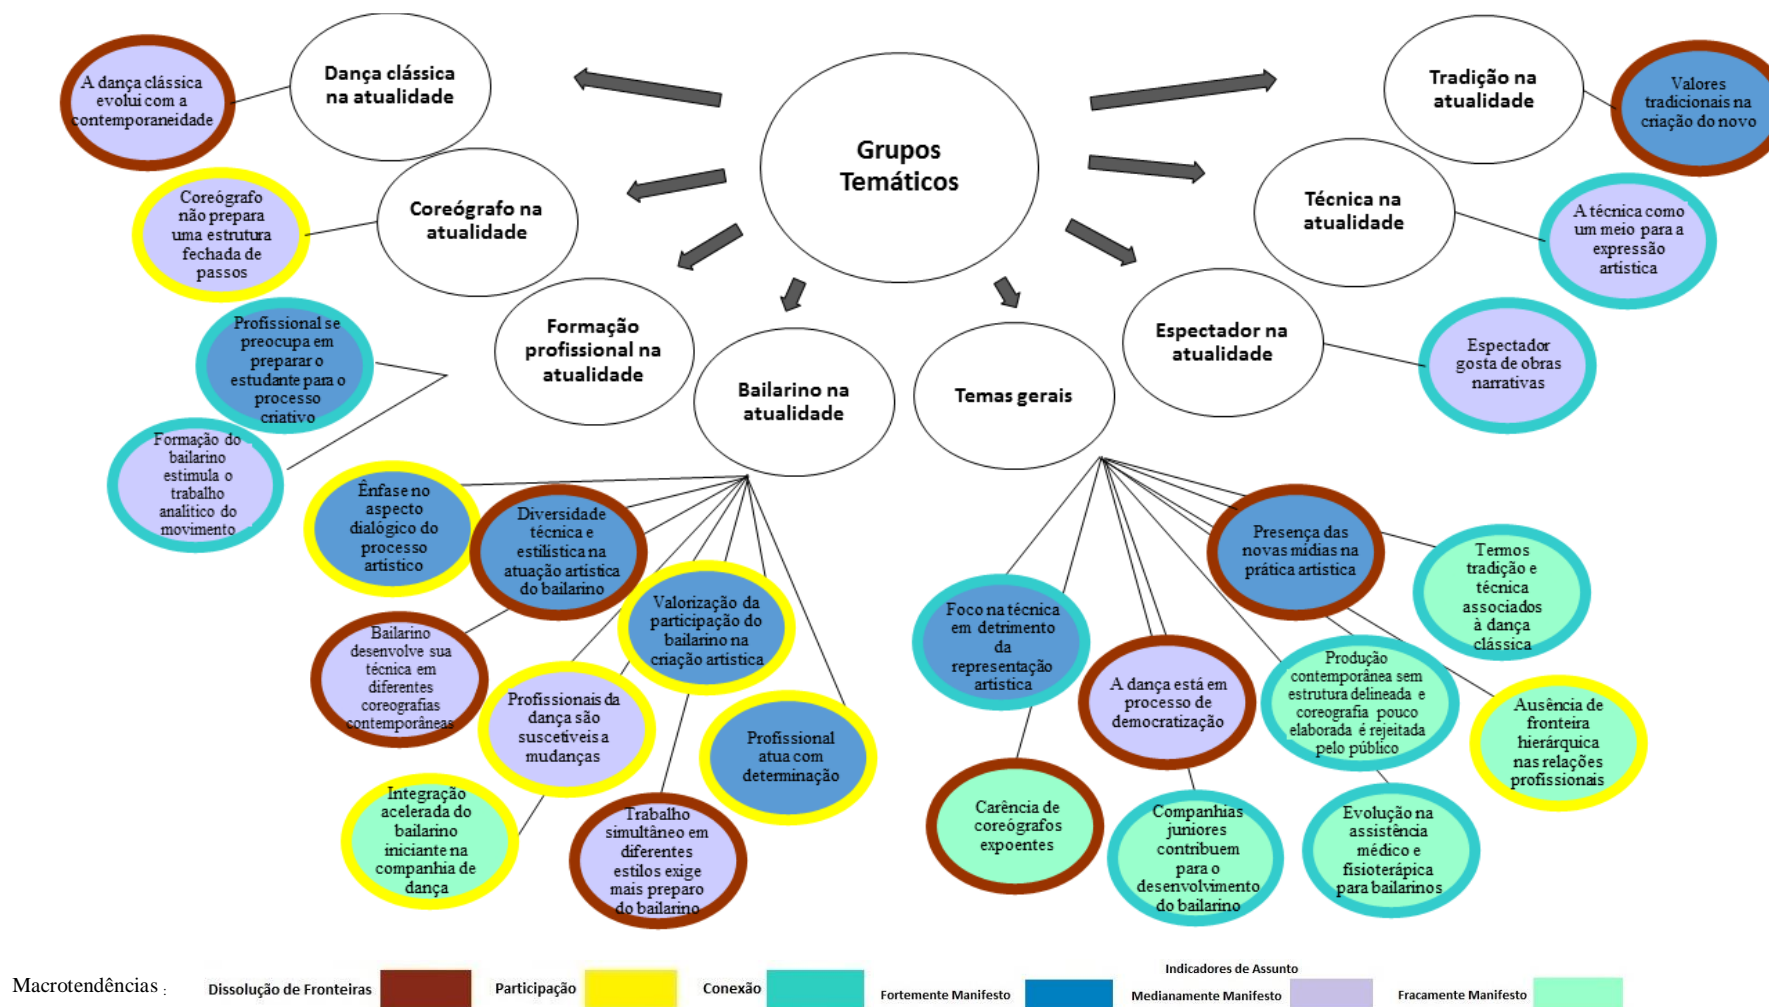 Grupos
Temáticos
Dança clássica
na atualidade
A dança clássica
evolui com a
contemporaneidade
Coreógrafo na
atualidade
Coreógrafo
não prepara
uma estrutura
fechada de
passos
Formação
profissional na
atualidade
Profissional se
preocupa em
preparar o
estudante para o
processo
criativo
Formação do
bailarino
estimula o
trabalho
analítico do
movimento
Bailarino na
atualidade
Ênfase no
aspecto
dialógico do
processo
artístico
Diversidade
técnica e
estilística na
atuação artística
do bailarino
Valorização da
participação do
bailarino na
criação artística
Bailarino
desenvolve sua
técnica em
diferentes
coreografias
contemporâneas
Profissionais da
dança são
suscetíveis a
mudanças
Profissional
atua com
determinação
Integração
acelerada do
bailarino
iniciante na
companhia de
dança
Trabalho
simultâneo em
diferentes
estilos exige
mais preparo
do bailarino
Temas gerais
Foco na técnica
em detrimento
da
representação
artística
Presença das
novas mídias na
prática artística
Termos
tradição e
técnica
associados
à dança
clássica
A dança está em
processo de
democratização
Produção
contemporânea sem
estrutura delineada e
coreografia pouco
elaborada é rejeitada
pelo público
Ausência de
fronteira
hierárquica
nas relações
profissionais
Carência de
coreógrafos
expoentes
Companhias
juniores
contribuem
para o
desenvolvimento
do bailarino
Evolução na
assistência
médico e
fisioterápica
para bailarinos
Espectador na
atualidade
Espectador
gosta de obras
narrativas
Técnica na
atualidade
A técnica como
um meio para a
expressão
artística
Tradição na
atualidade
Valores
tradicionais na
criação do novo
Macrotendências :
Dissolução de Fronteiras
Participação
Conexão
Indicadores de Assunto
Fortemente Manifesto
Medianamente Manifesto
Fracamente Manifesto